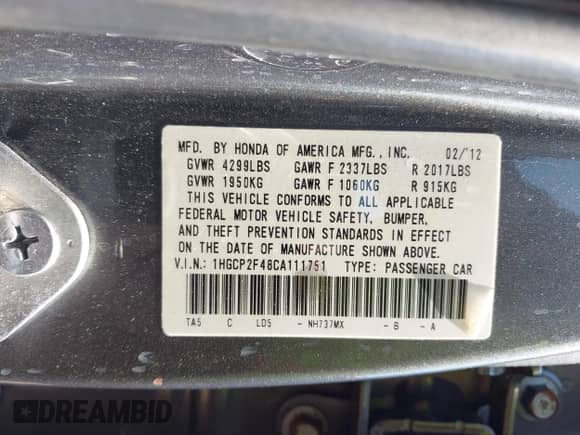 MFD. BY HONDA OF AMERICA MFG., INC. 02/'12
GVWR 4299LBS GAWR F 2337LBS R 2017LBS
GVWR 1950KG GAWR F 1060KG R 915KG
THIS VEHICLE CONFORMS TO ALL APPLICABLE
FEDERAL MOTOR VEHICLE SAFETY, BUMPER,
AND THEFT PREVENTION STANDARDS IN EFFECT
ON THE DATE OF MANUFACTURE SHOWN ABOVE.
V.I.N.: 1HGCP2F48CA111751 TYPE: PASSENGER CAR
TA5 C LD5 - NH737MX - B - A
DREAMBID